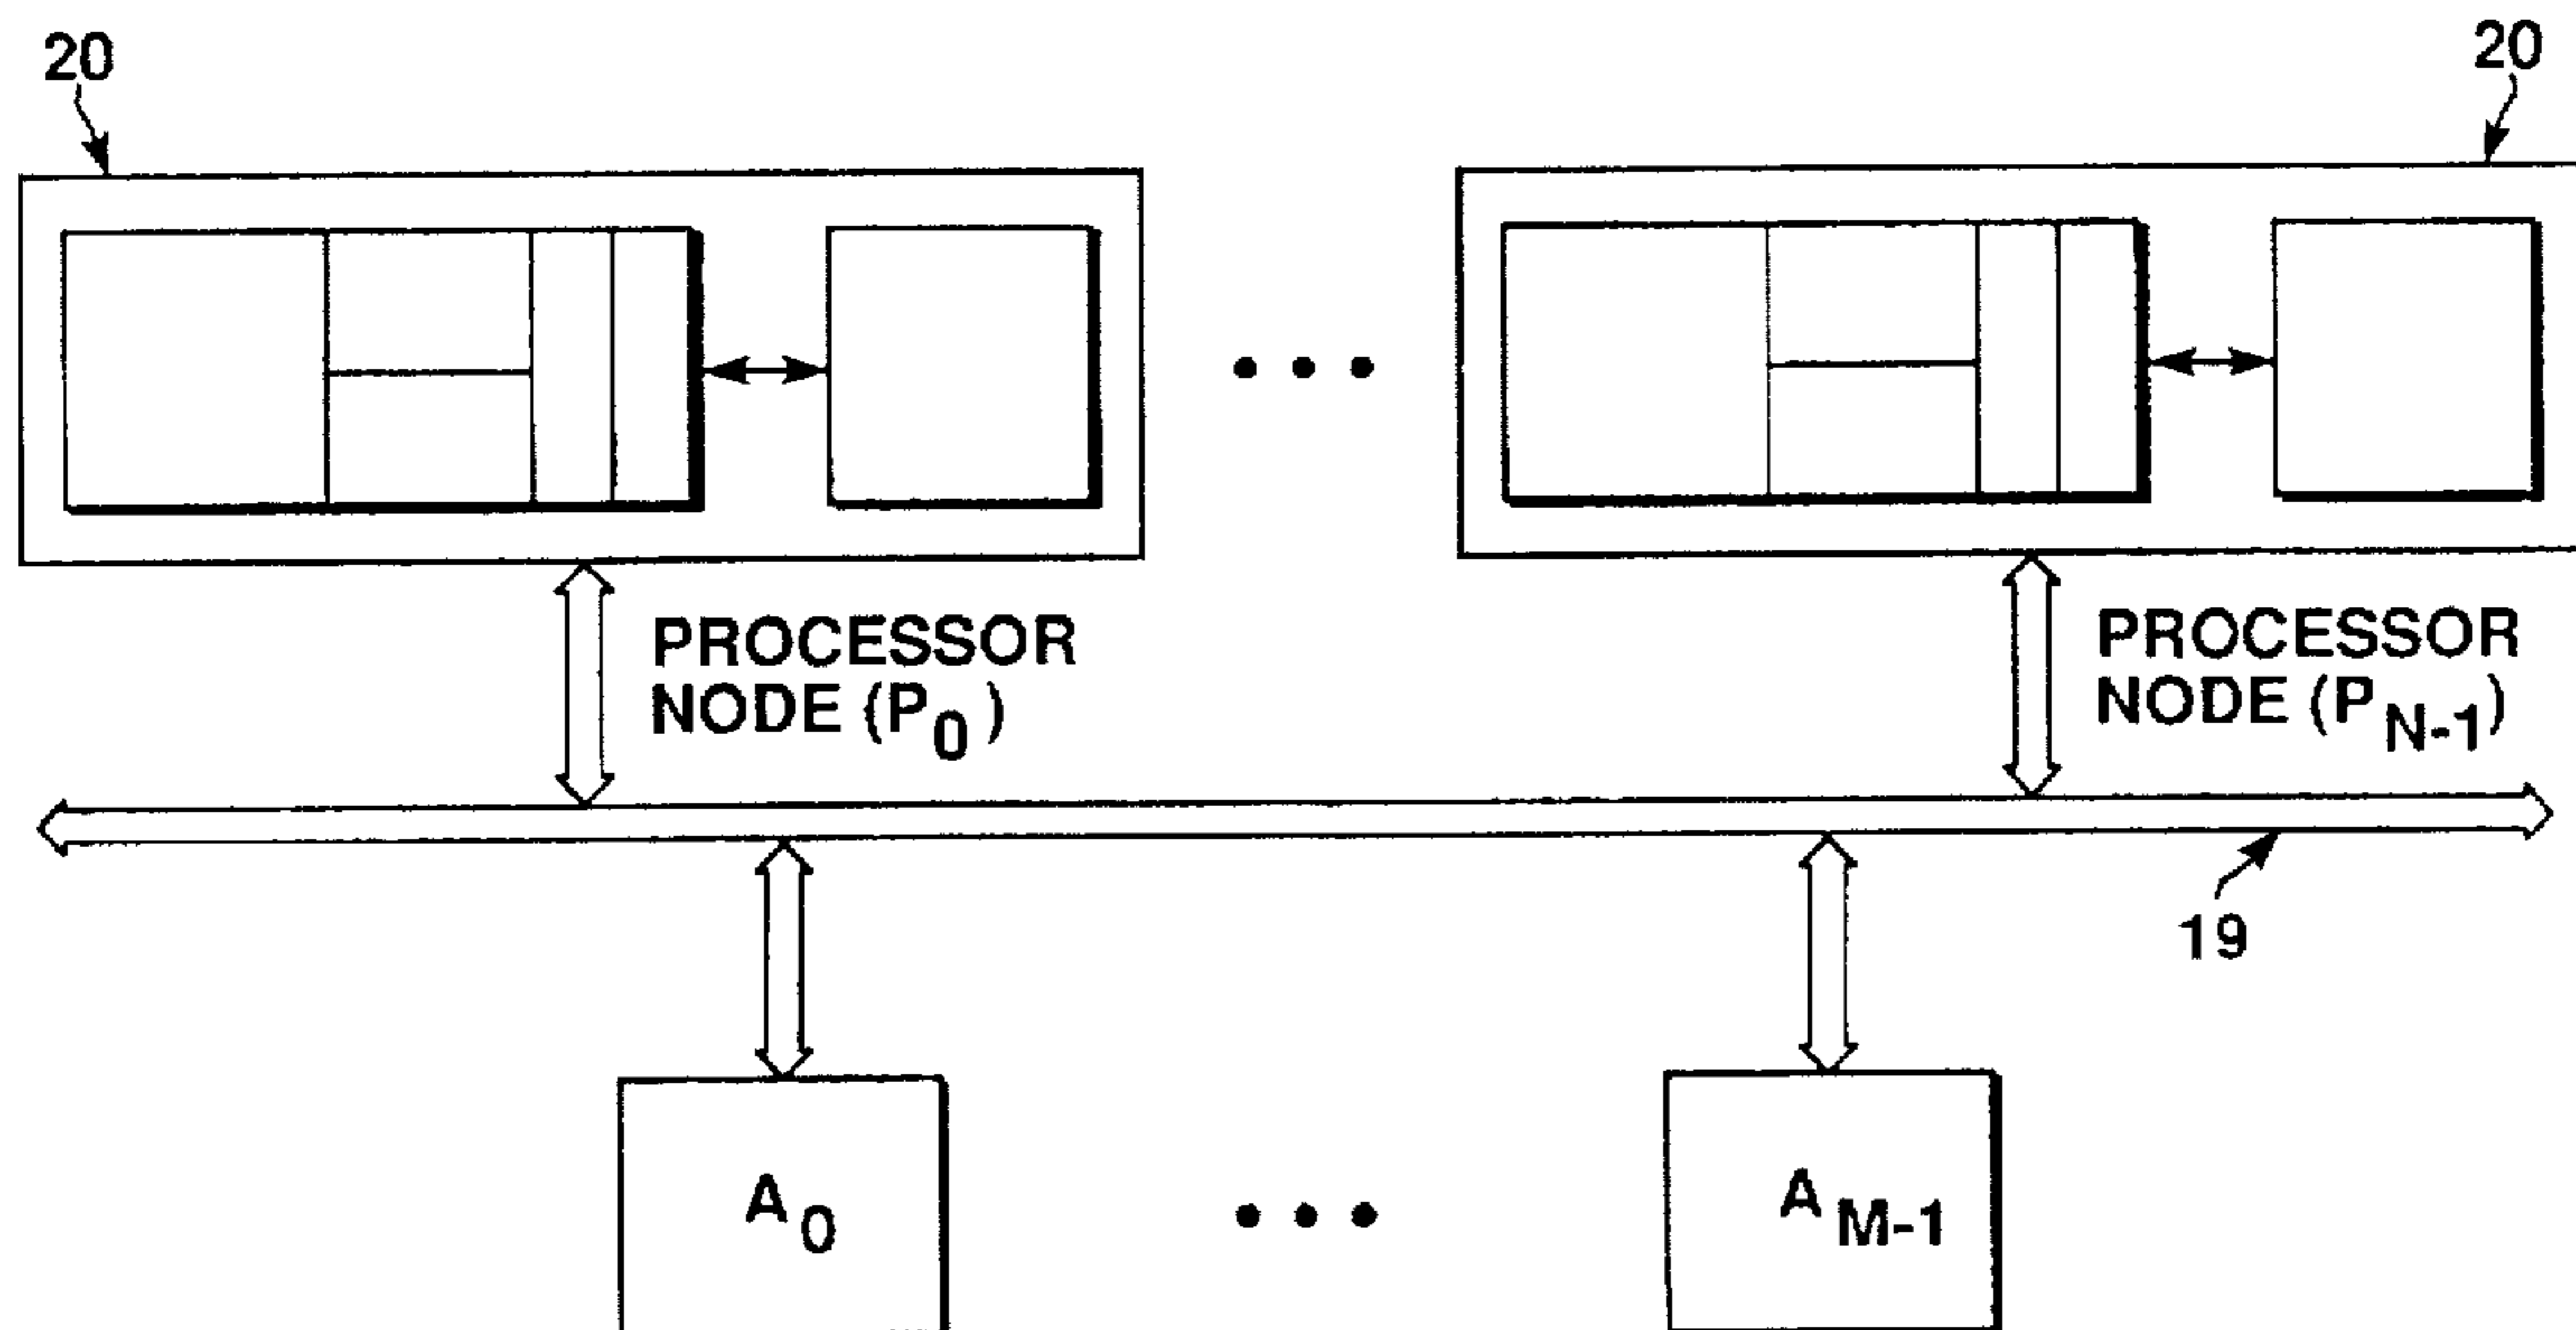 20
20
PROCESSOR
NODE (P0)
PROCESSOR
NODE (PN-1)
19
A0
AM-1